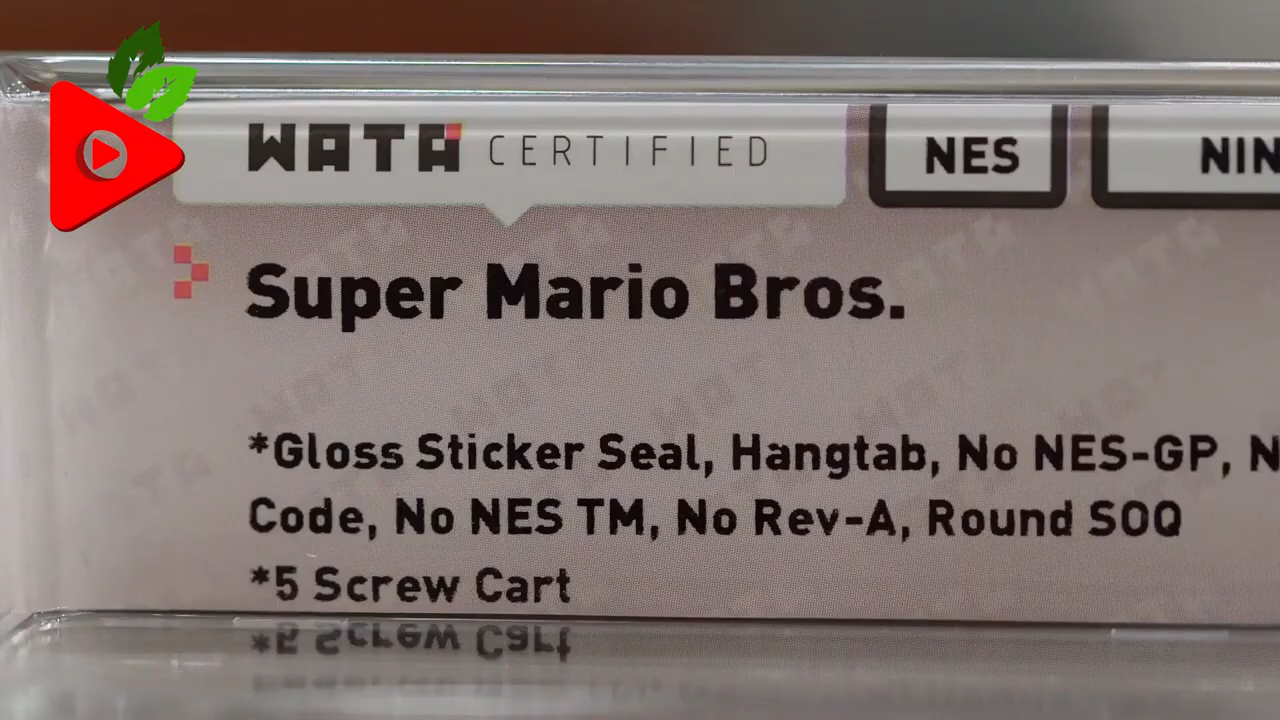 WATA CERTIFIED NES
Super Mario Bros.
*Gloss Sticker Seal, Hangtab, No NES-GP,
Code, No NES TM, No Rev-A, Round SOQ
*5 Screw Cart